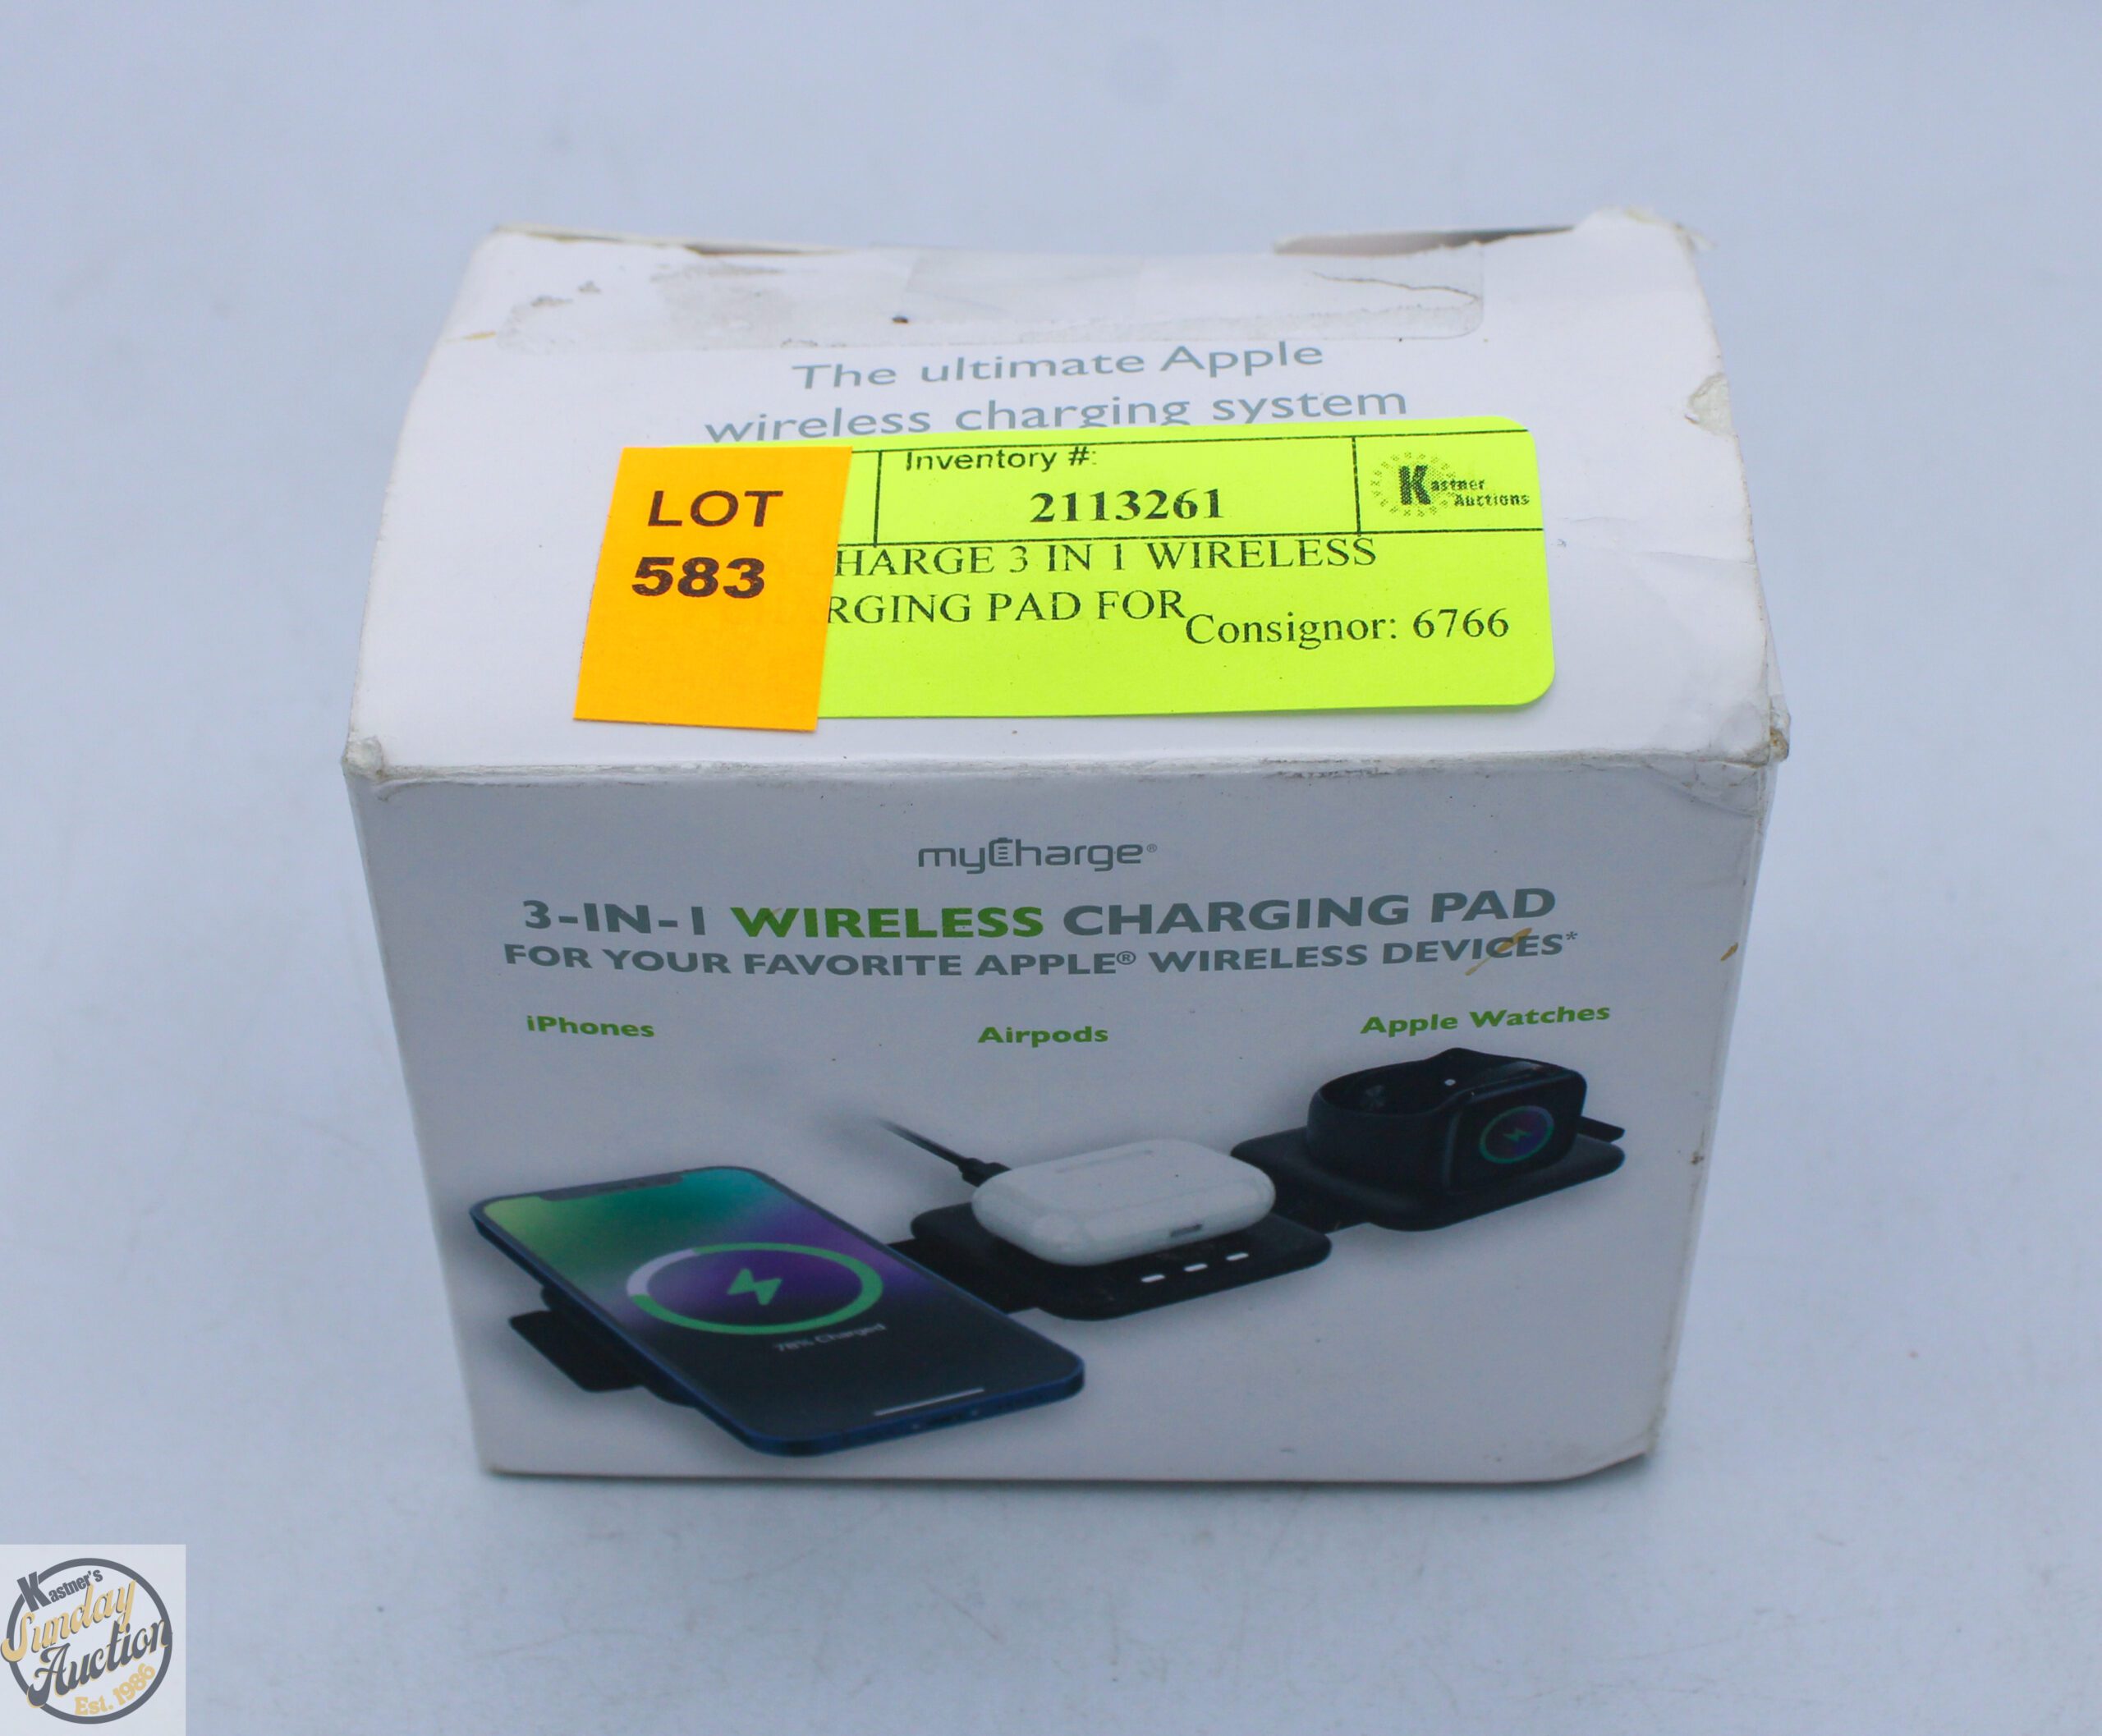 The ultimate Apple
wireless charging system
LOT
583
Inventory #:
2113261
Kastner
Auctions
HARGE 3 IN 1 WIRELESS
RGING PAD FOR
Consignor: 6766
myCharge®
3-IN-1 WIRELESS CHARGING PAD
FOR YOUR FAVORITE APPLE® WIRELESS DEVICES*
iPhones
Airpods
Apple Watches
78% Charged
Kastner's
Sunday
Auction
Est. 1986